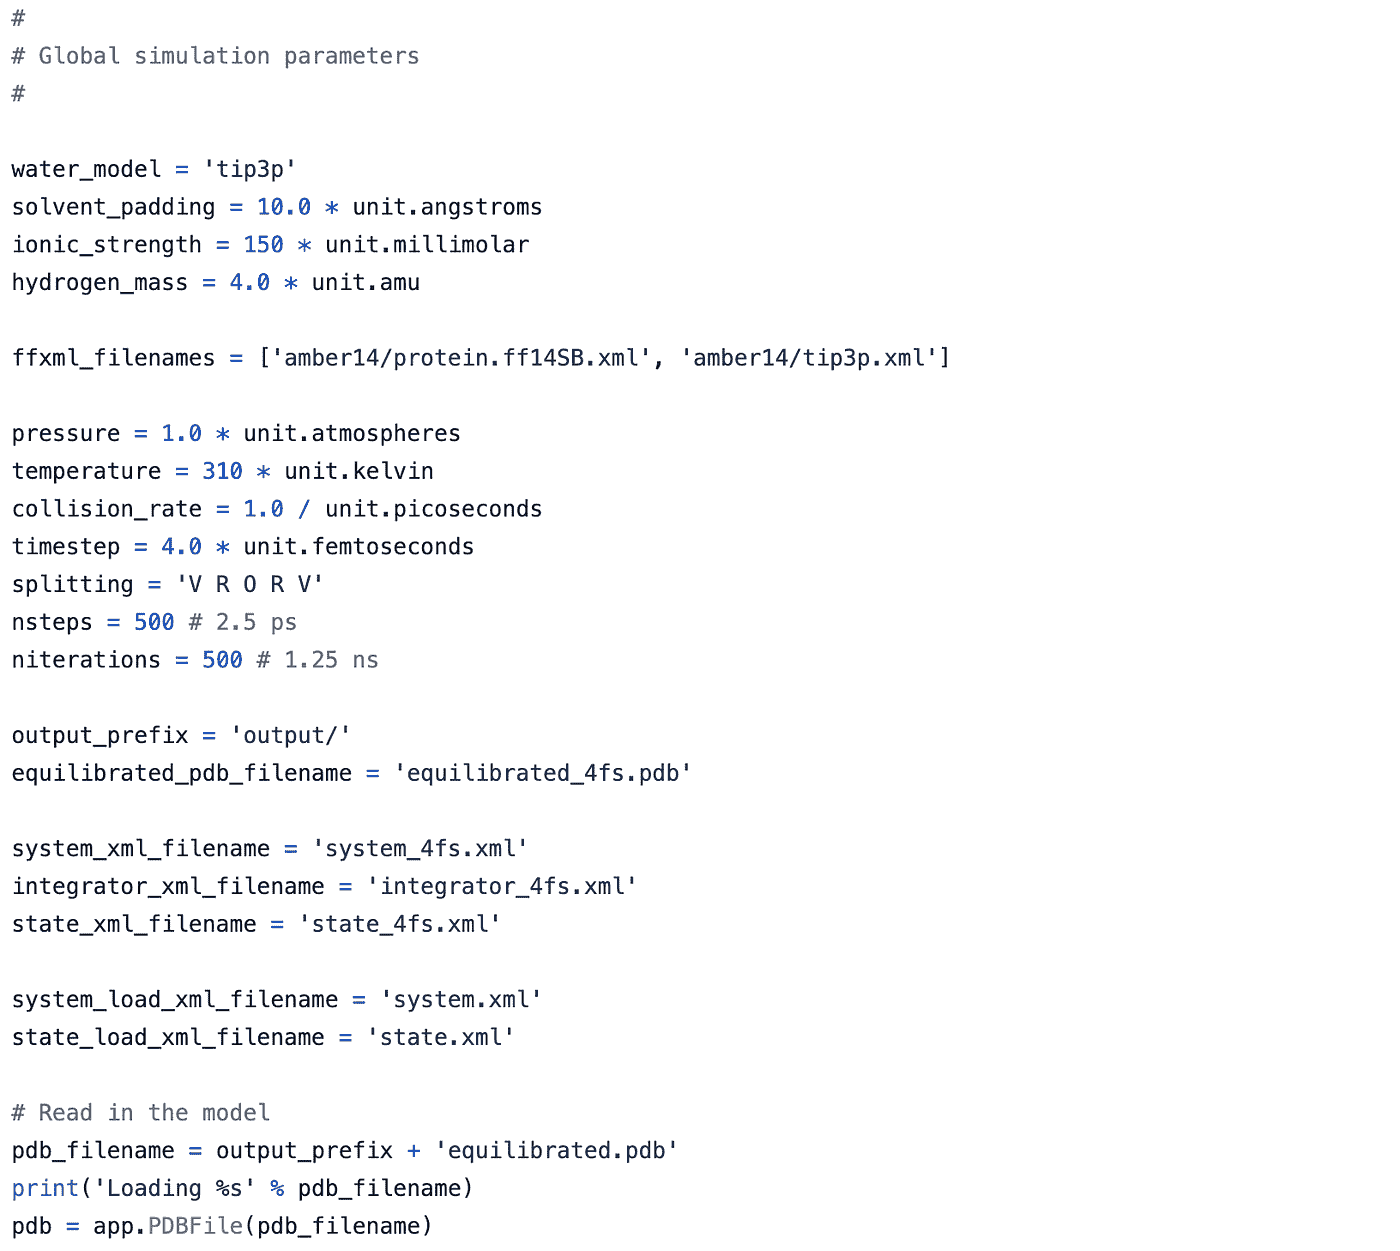 #
# Global simulation parameters
#
water_model = 'tip3p'
solvent_padding = 10.0 * unit.angstroms
ionic_strength = 150 * unit.millimolar
hydrogen_mass = 4.0 * unit.amu
ffxml_filenames = ['amber14/protein.ff14SB.xml', 'amber14/tip3p.xml']
pressure = 1.0 * unit.atmospheres
temperature = 310 * unit.kelvin
collision_rate = 1.0 / unit.picoseconds
timestep = 4.0 * unit.femtoseconds
splitting = 'V R O R V'
nsteps = 500 # 2.5 ps
niterations = 500 # 1.25 ns
output_prefix = 'output/'
equilibrated_pdb_filename = 'equilibrated_4fs.pdb'
system_xml_filename = 'system_4fs.xml'
integrator_xml_filename = 'integrator_4fs.xml'
state_xml_filename = 'state_4fs.xml'
system_load_xml_filename = 'system.xml'
state_load_xml_filename = 'state.xml'
# Read in the model
pdb_filename = output_prefix + 'equilibrated.pdb'
print('Loading %s' % pdb_filename)
pdb = app.PDBFile(pdb_filename)